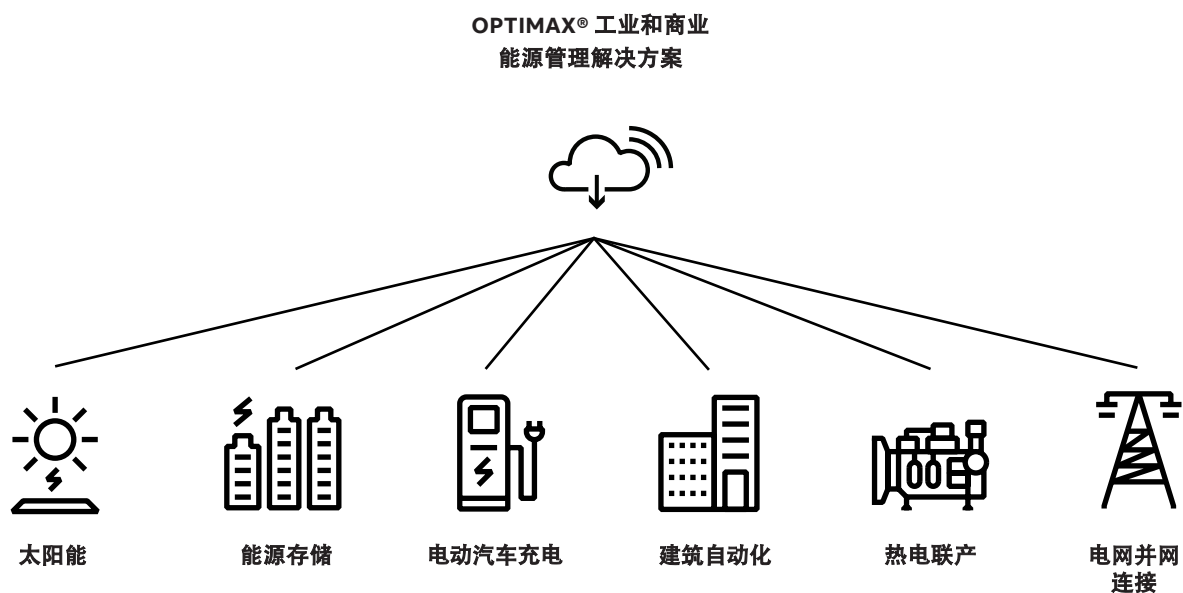 OPTIMAX® 工业和商业
能源管理解决方案
太阳能
能源存储
电动汽车充电
建筑自动化
热电联产
电网并网
连接